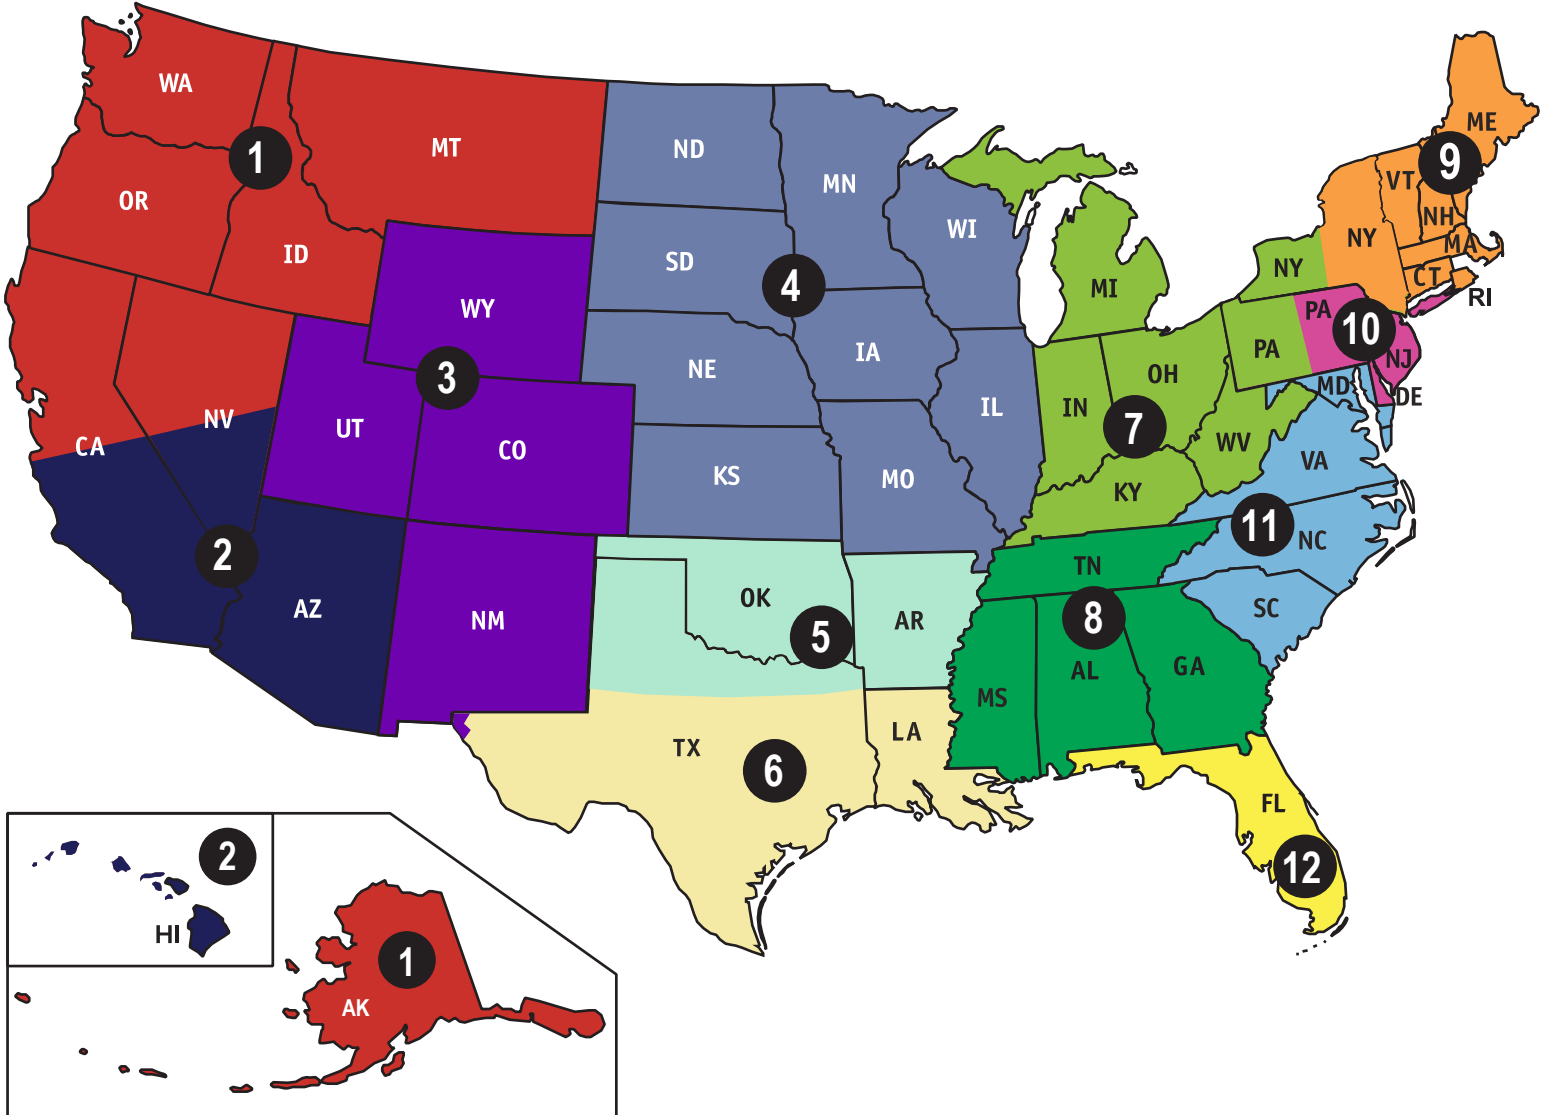 WA
MT
ND
MN
ME
1
9
VT
OR
ID
WI
NH
NY
MA
SD
4
MI
NY
CT
RI
WY
PA
10
NJ
IA
PA
3
NE
OH
MD
DE
NV
UT
IN
7
IL
CA
CO
WV
VA
KS
MO
KY
11
NC
2
TN
AZ
OK
AR
8
SC
NM
5
AL
GA
MS
TX
LA
6
FL
12
2
HI
1
AK